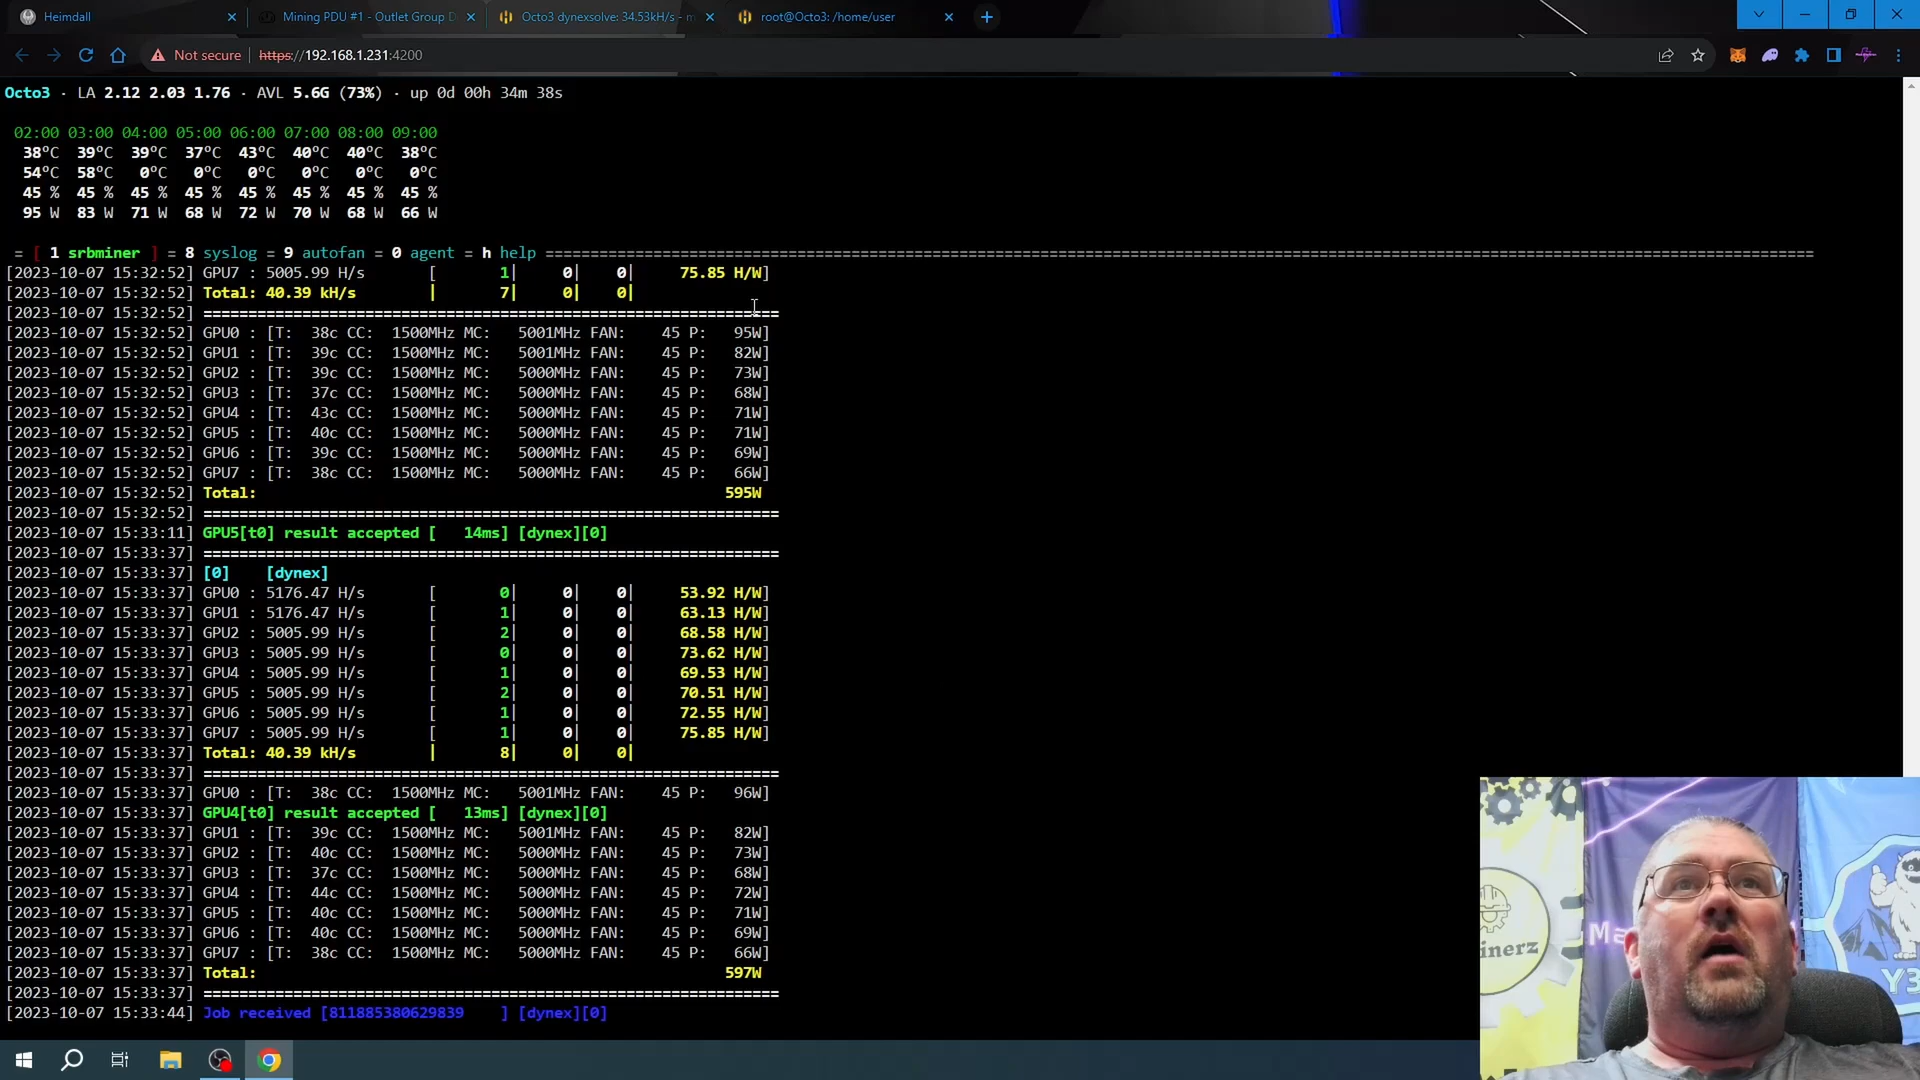 Heimdall
Mining PDU #1 - Outlet Group D
Octo3 dynexsolve: 34.53kH/s - m
root@Octo3: /home/user
Not secure https://192.168.1.231:4200
Octo3 · LA 2.12 2.03 1.76 · AVL 5.6G (73%) · up 0d 00h 34m 38s
02:00 03:00 04:00 05:00 06:00 07:00 08:00 09:00
38°C 39°C 39°C 37°C 43°C 40°C 40°C 38°C
54°C 58°C 0°C 0°C 0°C 0°C 0°C 0°C
45 % 45 % 45 % 45 % 45 % 45 % 45 % 45 %
95 W 83 W 71 W 68 W 72 W 70 W 68 W 66 W
= [ 1 srbminer ] = 8 syslog = 9 autofan = 0 agent = h help =====
[2023-10-07 15:32:52] GPU7 : 5005.99 H/s [ 1| 0| 0| 75.85 H/W]
[2023-10-07 15:32:52] Total: 40.39 kH/s | 7| 0| 0|
[2023-10-07 15:32:52] =====
[2023-10-07 15:32:52] GPU0 : [T: 38c CC: 1500MHz MC: 5001MHz FAN: 45 P: 95W]
[2023-10-07 15:32:52] GPU1 : [T: 39c CC: 1500MHz MC: 5001MHz FAN: 45 P: 82W]
[2023-10-07 15:32:52] GPU2 : [T: 39c CC: 1500MHz MC: 5000MHz FAN: 45 P: 73W]
[2023-10-07 15:32:52] GPU3 : [T: 37c CC: 1500MHz MC: 5000MHz FAN: 45 P: 68W]
[2023-10-07 15:32:52] GPU4 : [T: 43c CC: 1500MHz MC: 5000MHz FAN: 45 P: 71W]
[2023-10-07 15:32:52] GPU5 : [T: 40c CC: 1500MHz MC: 5000MHz FAN: 45 P: 71W]
[2023-10-07 15:32:52] GPU6 : [T: 39c CC: 1500MHz MC: 5000MHz FAN: 45 P: 69W]
[2023-10-07 15:32:52] GPU7 : [T: 38c CC: 1500MHz MC: 5000MHz FAN: 45 P: 66W]
[2023-10-07 15:32:52] Total: 595W
[2023-10-07 15:32:52] =====
[2023-10-07 15:33:11] GPU5[t0] result accepted [ 14ms] [dynex][0]
[2023-10-07 15:33:37] =====
[2023-10-07 15:33:37] [0] [dynex]
[2023-10-07 15:33:37] GPU0 : 5176.47 H/s [ 0| 0| 0| 53.92 H/W]
[2023-10-07 15:33:37] GPU1 : 5176.47 H/s [ 1| 0| 0| 63.13 H/W]
[2023-10-07 15:33:37] GPU2 : 5005.99 H/s [ 2| 0| 0| 68.58 H/W]
[2023-10-07 15:33:37] GPU3 : 5005.99 H/s [ 0| 0| 0| 73.62 H/W]
[2023-10-07 15:33:37] GPU4 : 5005.99 H/s [ 1| 0| 0| 69.53 H/W]
[2023-10-07 15:33:37] GPU5 : 5005.99 H/s [ 2| 0| 0| 70.51 H/W]
[2023-10-07 15:33:37] GPU6 : 5005.99 H/s [ 1| 0| 0| 72.55 H/W]
[2023-10-07 15:33:37] GPU7 : 5005.99 H/s [ 1| 0| 0| 75.85 H/W]
[2023-10-07 15:33:37] Total: 40.39 kH/s | 8| 0| 0|
[2023-10-07 15:33:37] =====
[2023-10-07 15:33:37] GPU0 : [T: 38c CC: 1500MHz MC: 5001MHz FAN: 45 P: 96W]
[2023-10-07 15:33:37] GPU4[t0] result accepted [ 13ms] [dynex][0]
[2023-10-07 15:33:37] GPU1 : [T: 39c CC: 1500MHz MC: 5001MHz FAN: 45 P: 82W]
[2023-10-07 15:33:37] GPU2 : [T: 40c CC: 1500MHz MC: 5000MHz FAN: 45 P: 73W]
[2023-10-07 15:33:37] GPU3 : [T: 37c CC: 1500MHz MC: 5000MHz FAN: 45 P: 68W]
[2023-10-07 15:33:37] GPU4 : [T: 44c CC: 1500MHz MC: 5000MHz FAN: 45 P: 72W]
[2023-10-07 15:33:37] GPU5 : [T: 40c CC: 1500MHz MC: 5000MHz FAN: 45 P: 71W]
[2023-10-07 15:33:37] GPU6 : [T: 40c CC: 1500MHz MC: 5000MHz FAN: 45 P: 69W]
[2023-10-07 15:33:37] GPU7 : [T: 38c CC: 1500MHz MC: 5000MHz FAN: 45 P: 66W]
[2023-10-07 15:33:37] Total: 597W
[2023-10-07 15:33:37] =====
[2023-10-07 15:33:44] Job received [811885380629839 ] [dynex][0]
inerz
Ma
Y3